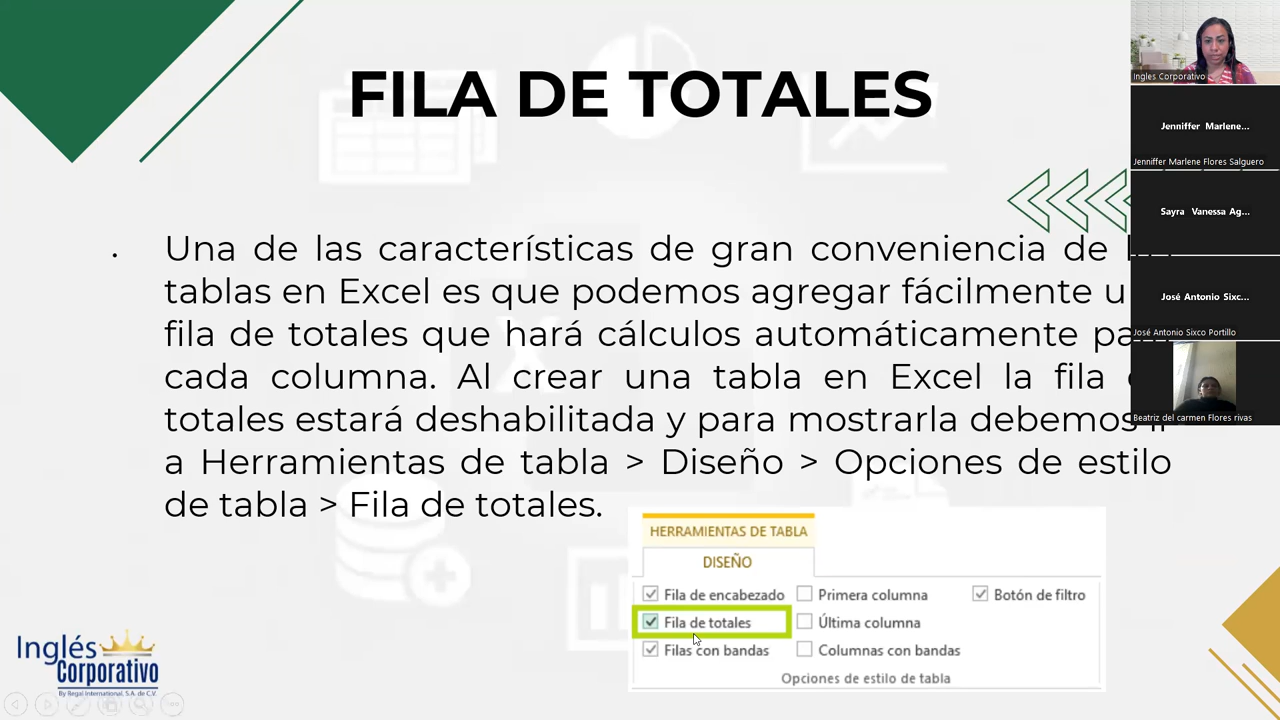 FILA DE TOTALES
. Una de las características de gran conveniencia de
tablas en Excel es que podemos agregar fácilmente
fila de totales que hará cálculos automáticamente para
cada columna. Al crear una tabla en Excel la fila
totales estará deshabilitada y para mostrarla debemos ir
a Herramientas de tabla > Diseño > Opciones de estilo
de tabla > Fila de totales.
HERRAMIENTAS DE TABLA
DISEÑO
Fila de encabezado Primera columna Botón de filtro
Fila de totales Última columna
Filas con bandas Columnas con bandas
Opciones de estilo de tabla
Inglés
Corporativo
By Regal International, S.A. de C.V.
Ingles Corporativo
Jenniffer Marlene...
Jenniffer Marlene Flores Salguero
Sayra Vanessa Ag...
José Antonio Sixc...
José Antonio Sixco Portillo
Beatriz del carmen Flores rivas